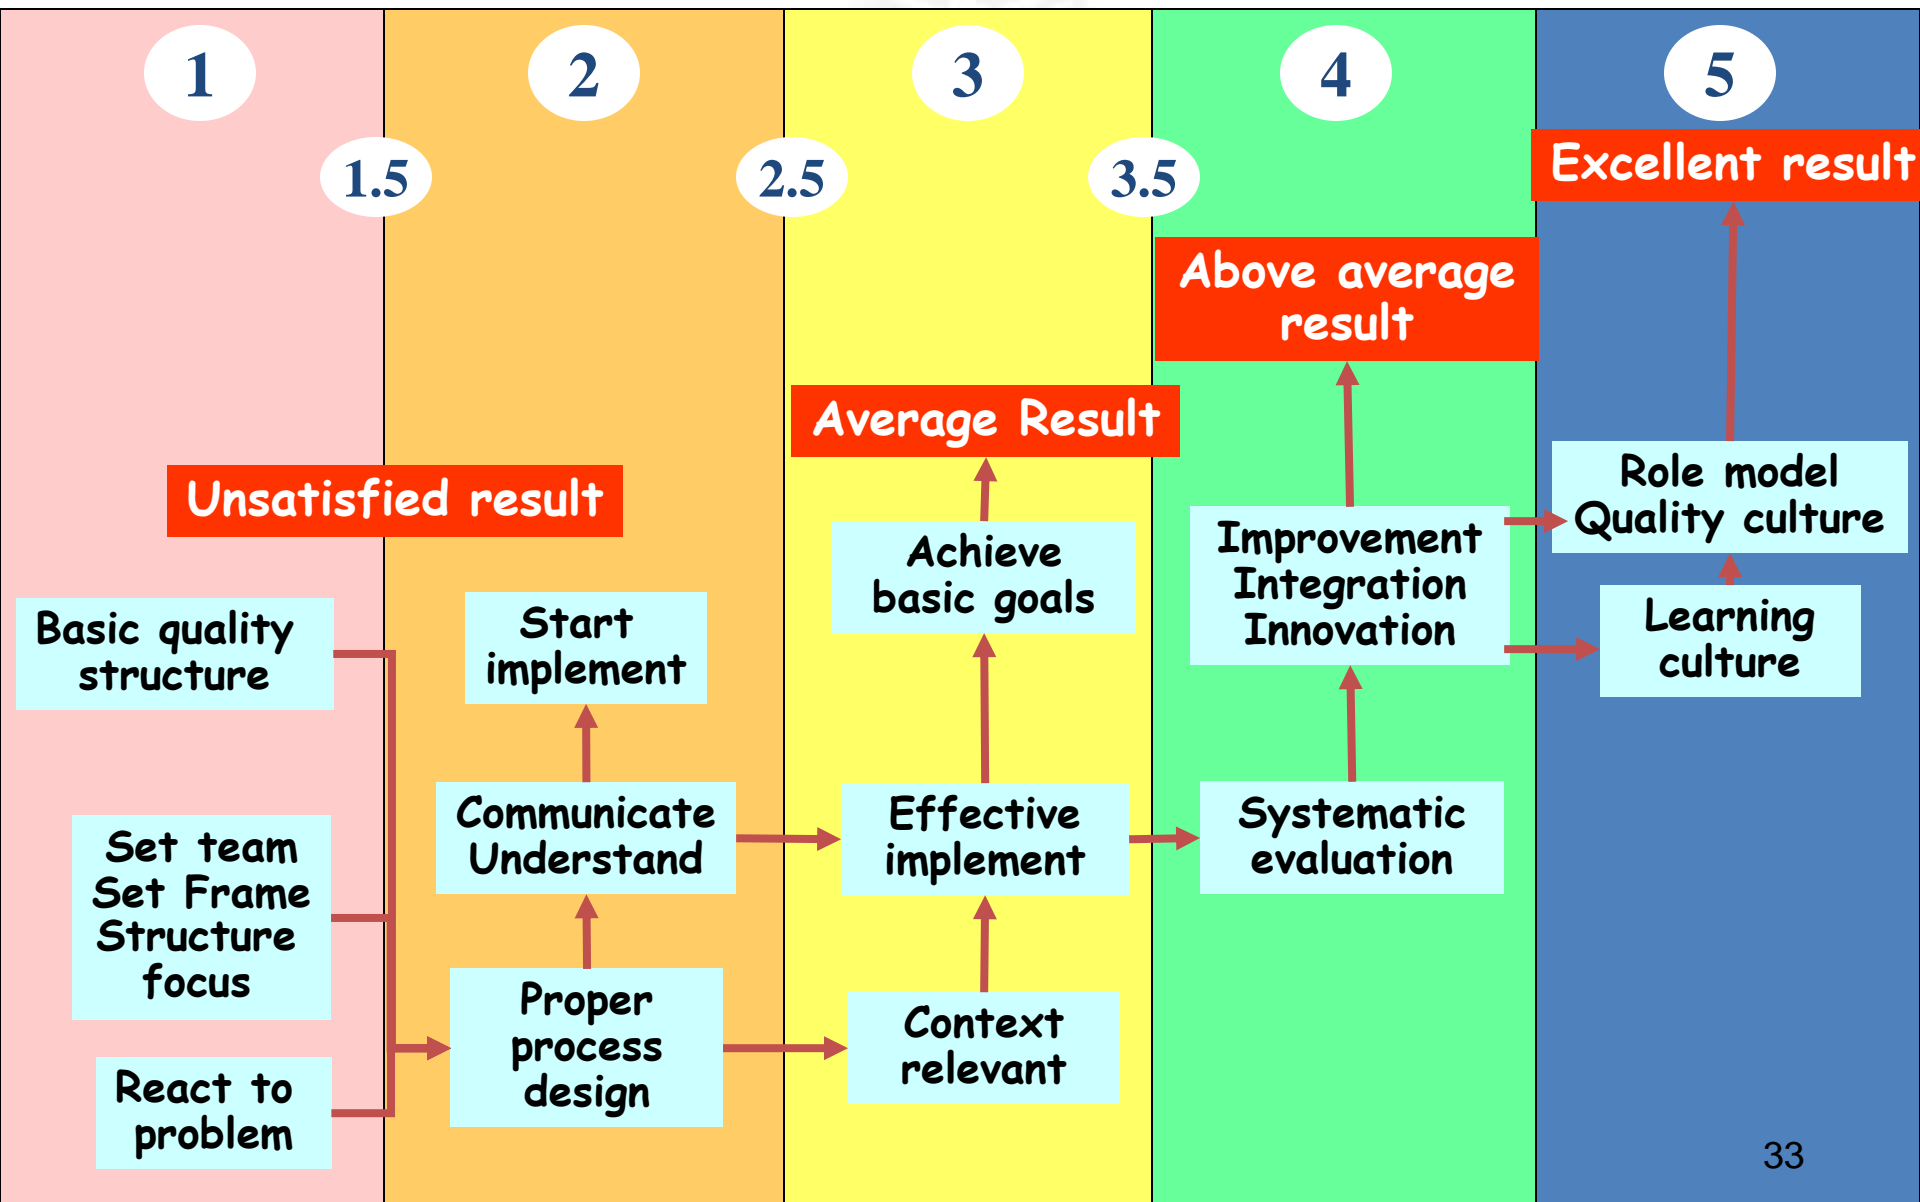 1
2
3
4
5
1.5
2.5
3.5
Excellent result
Above average
result
Average Result
Unsatisfied result
Basic quality
structure
Set team
Set Frame
Structure
focus
React to
problem
Start
implement
Communicate
Understand
Proper
process
design
Achieve
basic goals
Effective
implement
Context
relevant
Improvement
Integration
Innovation
Systematic
evaluation
Role model
Quality culture
Learning
culture
33